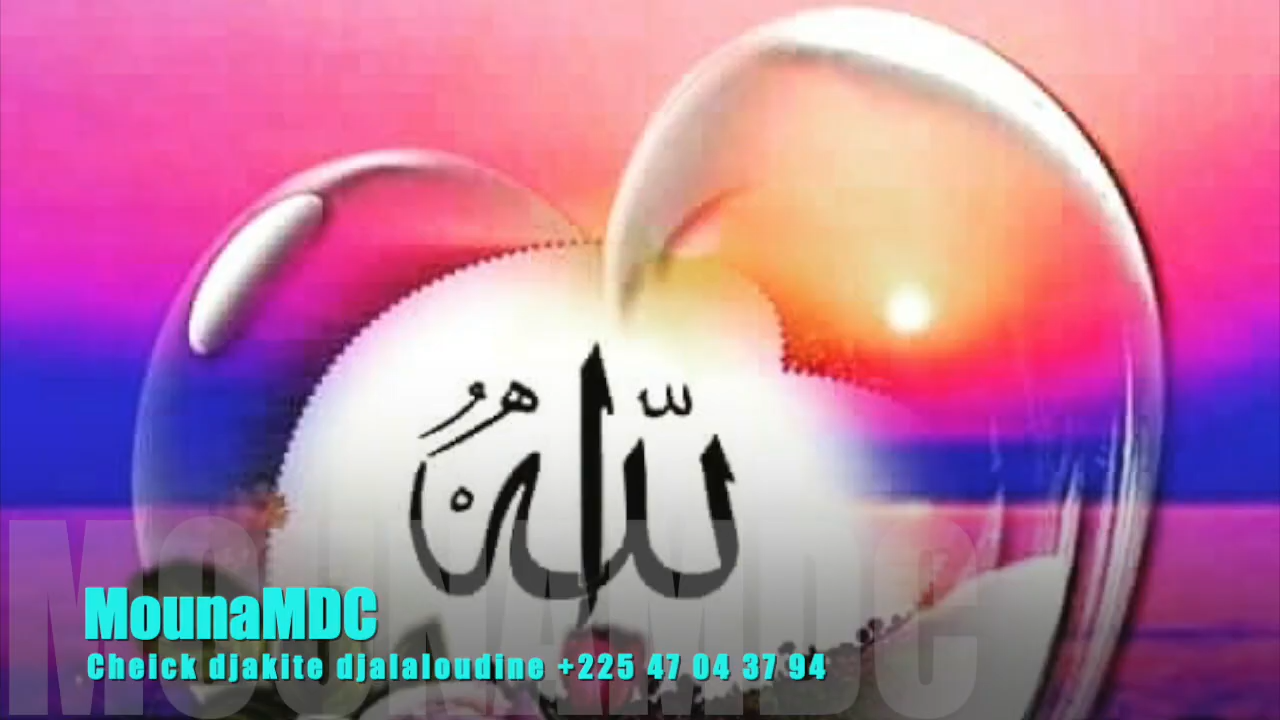 الله
MOUNAMDC
MounaMDC
Cheick djakite djalaloudine +225 47 04 37 94